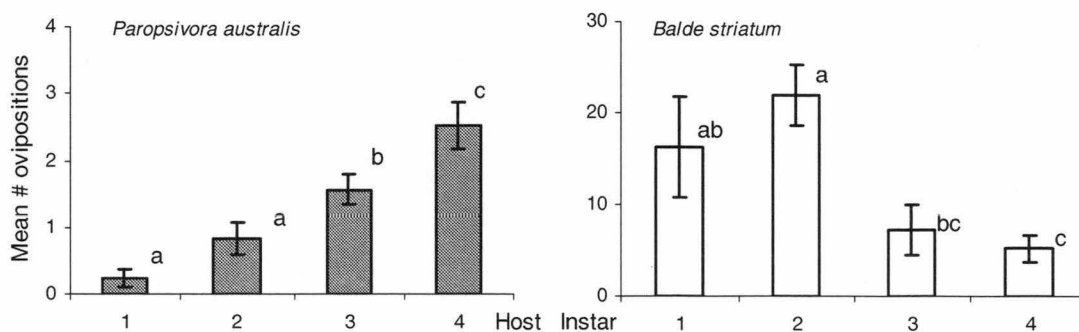 Paropsivora australis
Mean # ovipositions
4
3
2
1
0
a
a
b
c
1 2 3 4 Host Instar 1 2 3 4
Balde striatum
30
20
10
0
ab
a
bc
c